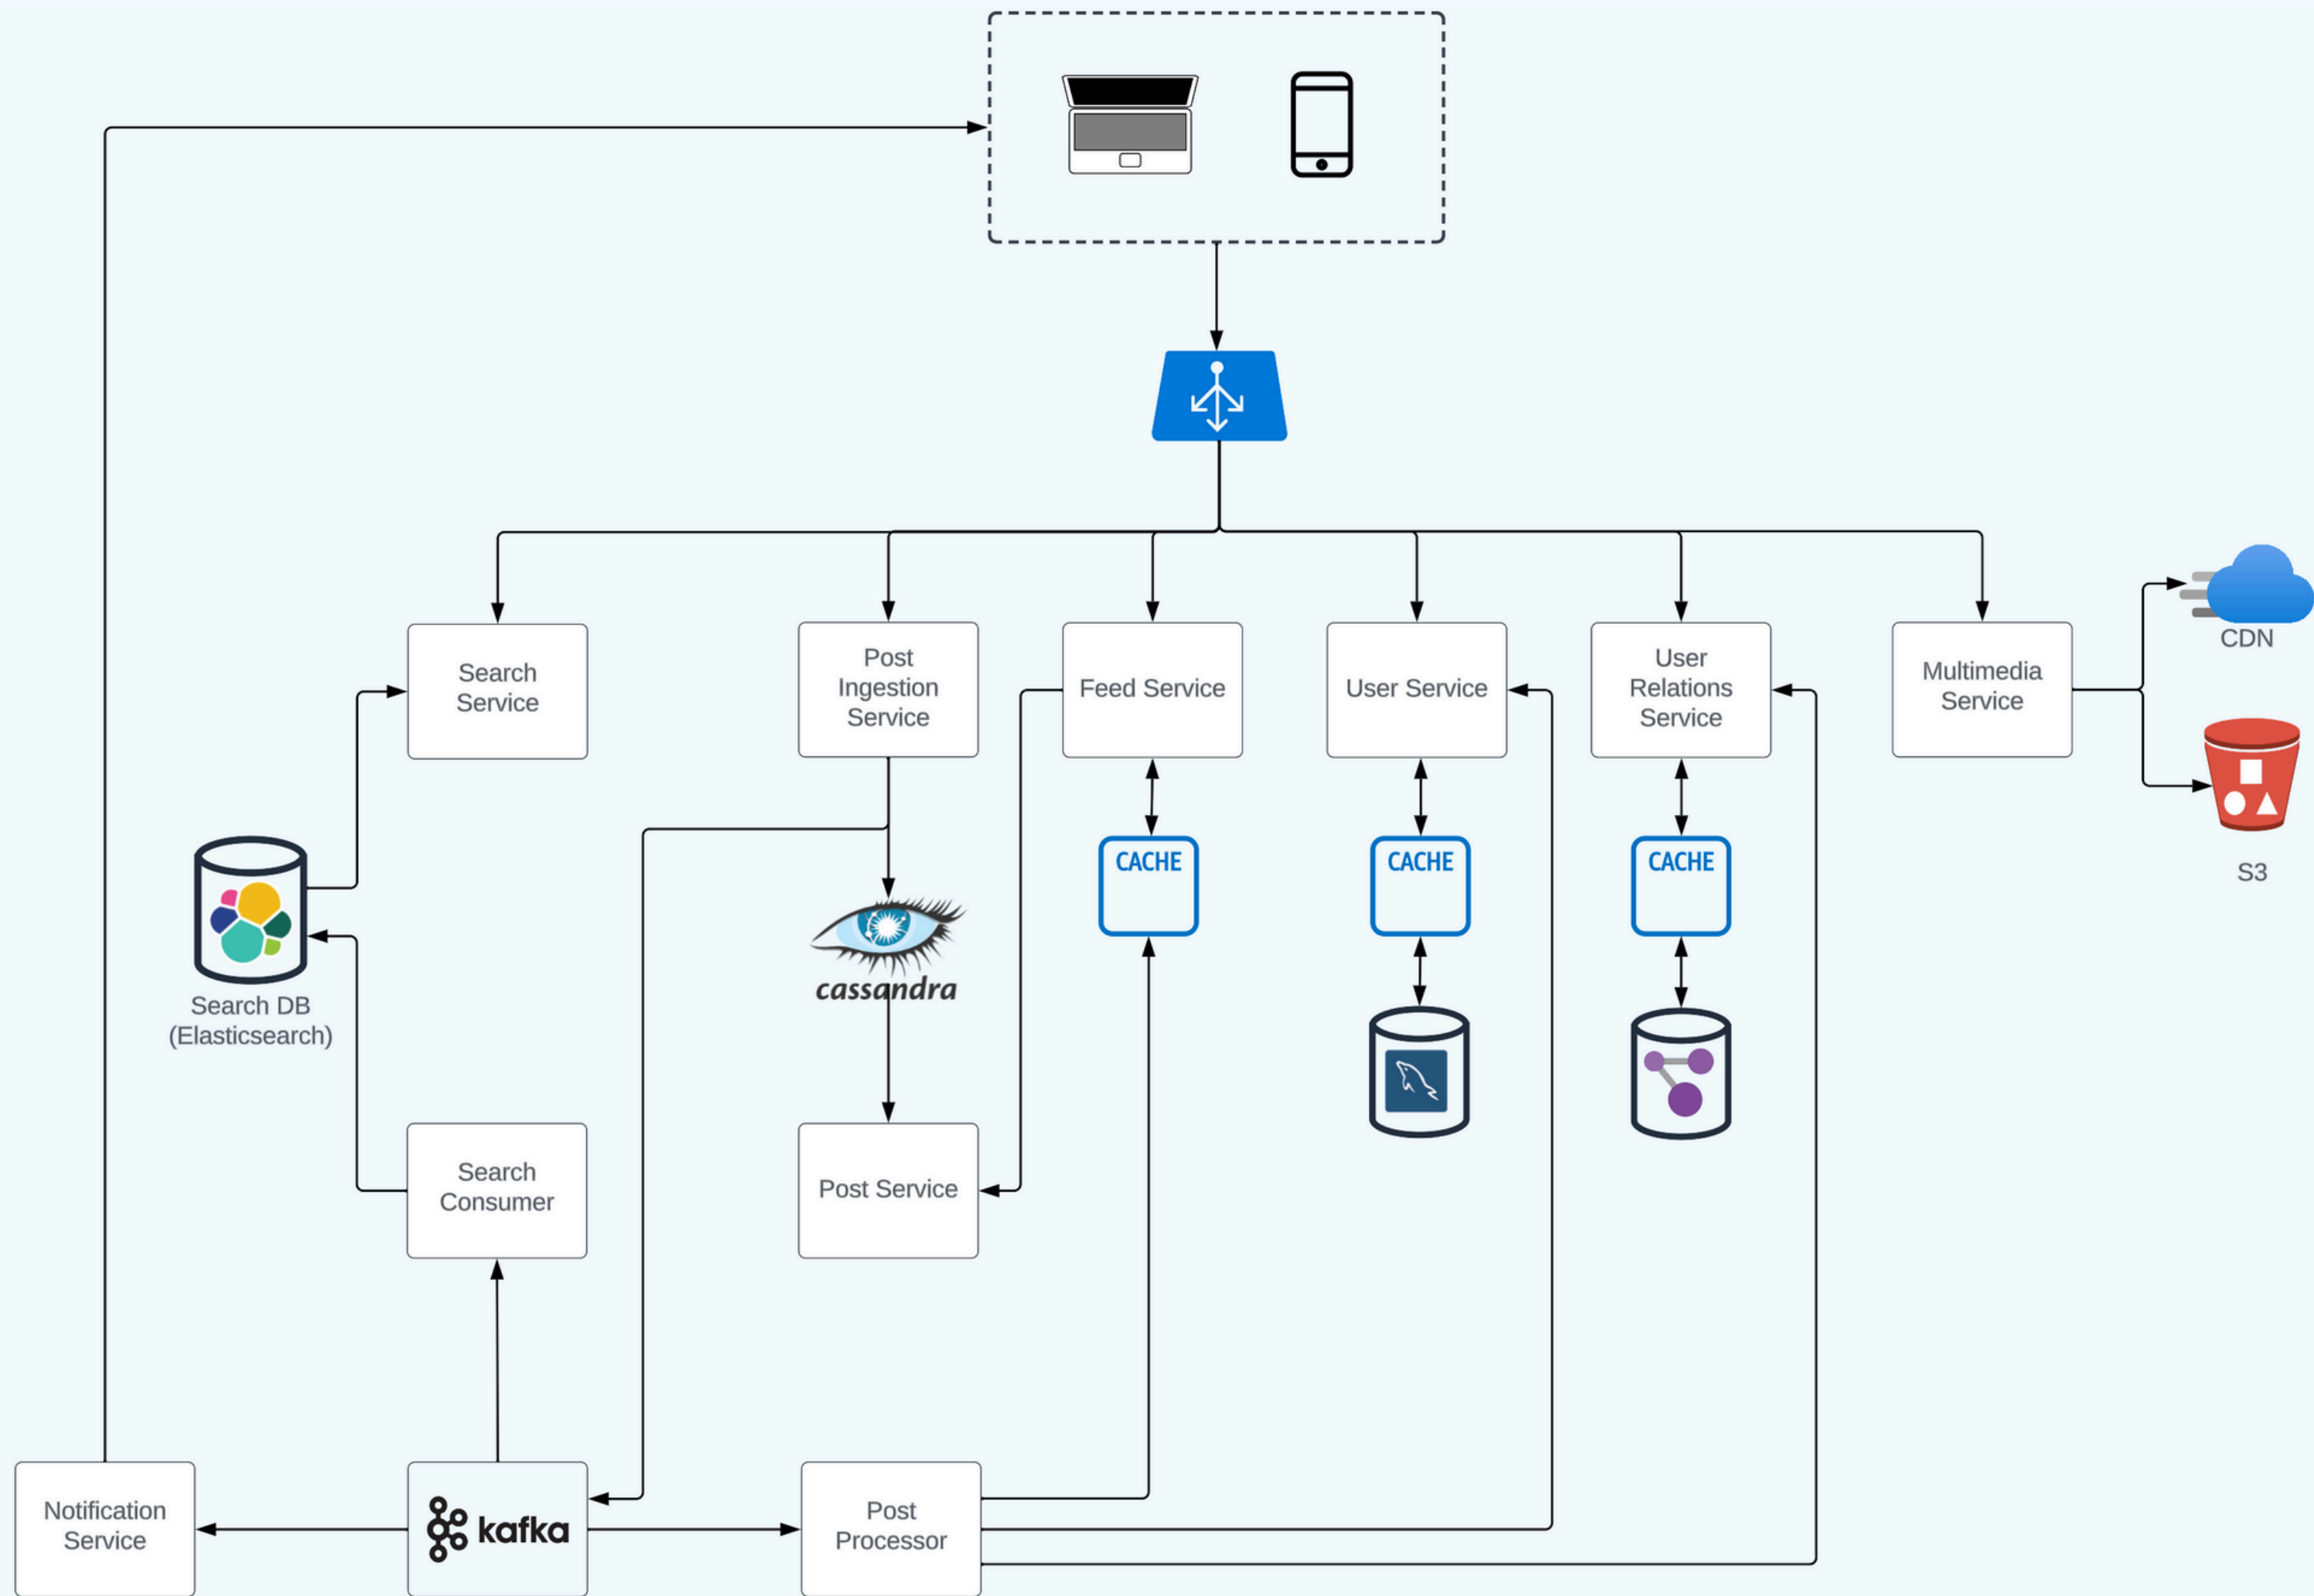 Search
Service
Post
Ingestion
Service
Feed Service
User Service
User
Relations
Service
Multimedia
Service
CDN
S3
CACHE
CACHE
CACHE
cassandra
Search DB
(Elasticsearch)
Search
Consumer
Post Service
Notification
Service
kafka
Post
Processor